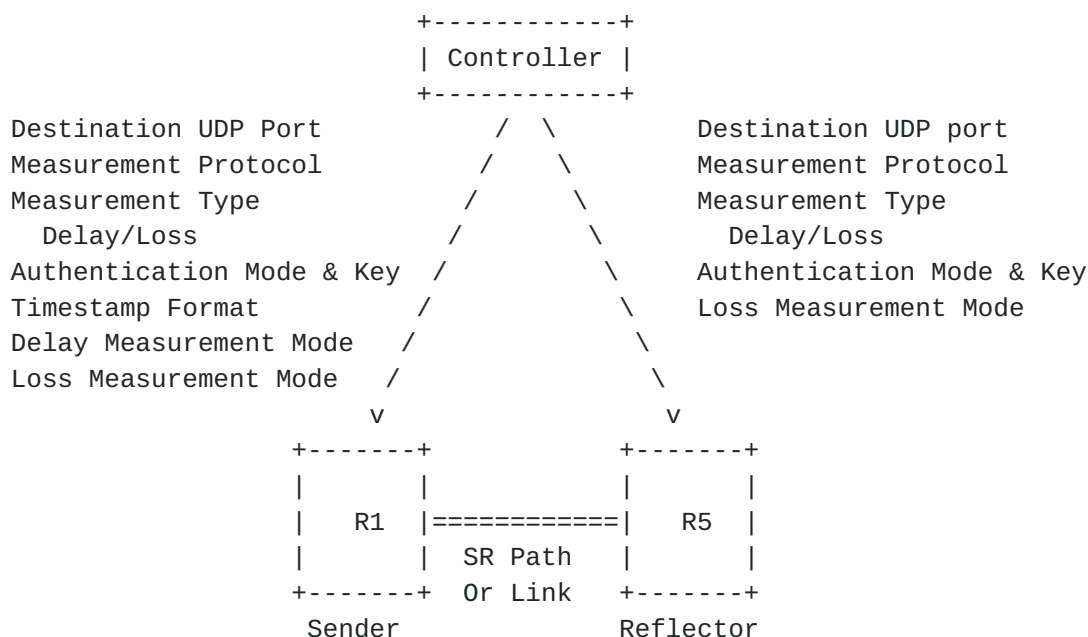 +------------+
| Controller |
+------------+
Destination UDP Port / \ Destination UDP port
Measurement Protocol / \ Measurement Protocol
Measurement Type / \ Measurement Type
Delay/Loss / \ Delay/Loss
Authentication Mode & Key / \ Authentication Mode & Key
Timestamp Format / \ Loss Measurement Mode
Delay Measurement Mode / \
Loss Measurement Mode / \
v v
+-------+ +-------+
| | | |
| R1 |============| R5 |
| | SR Path | |
+-------+ Or Link +-------+
Sender Reflector